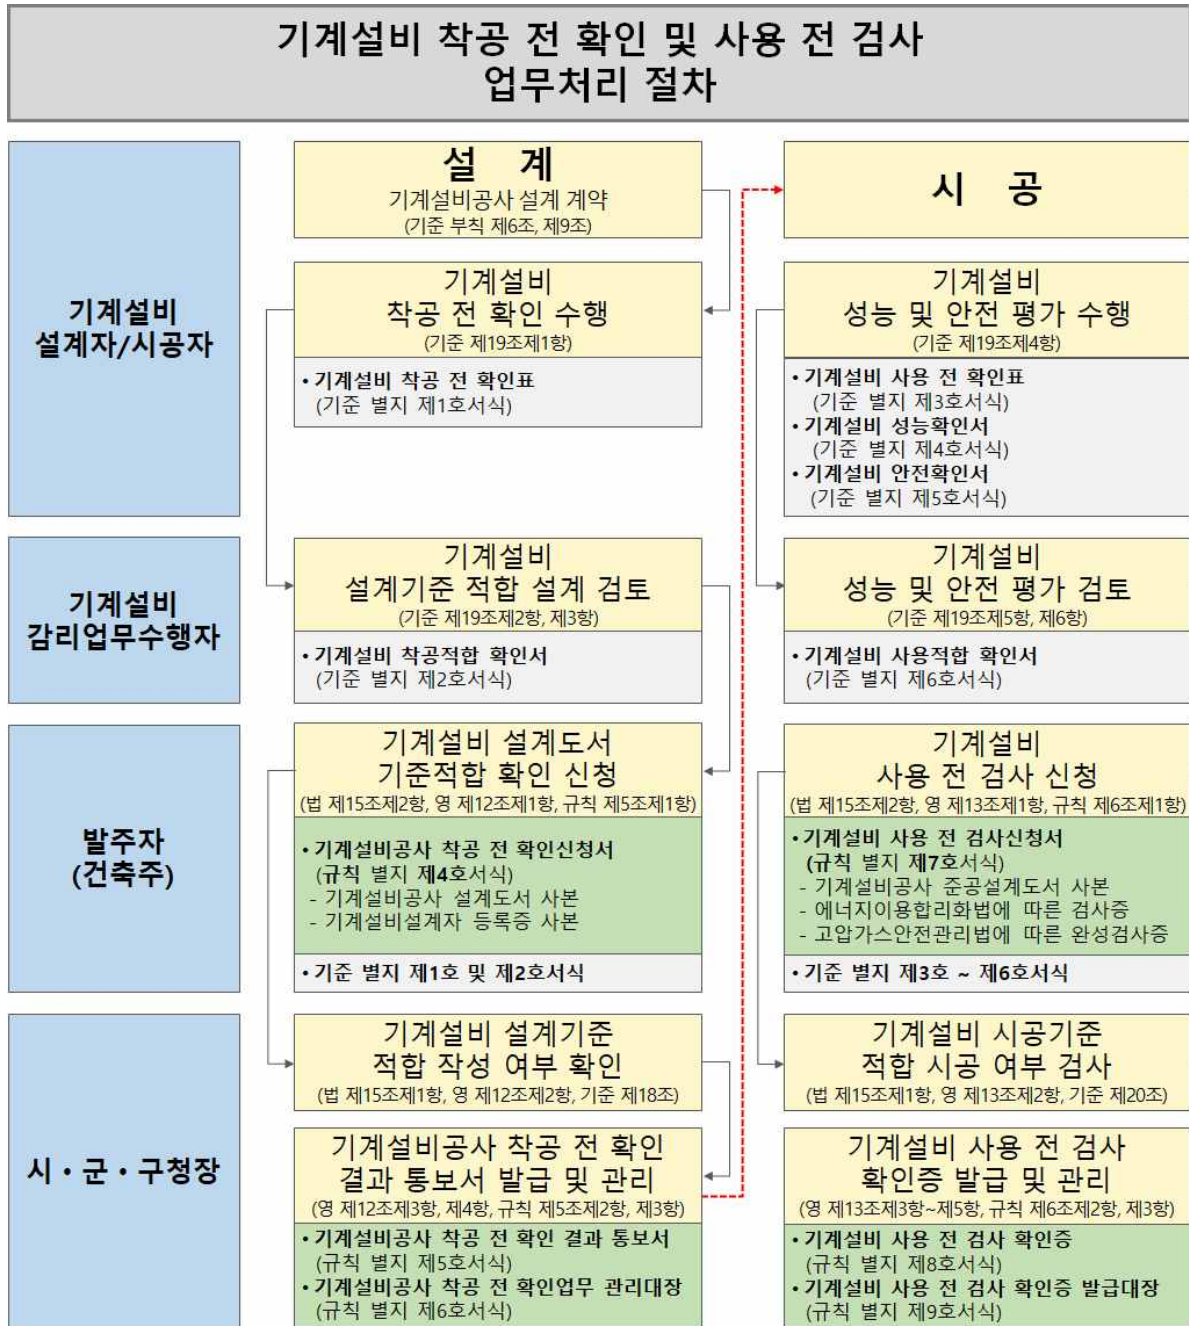 기계설비 착공 전 확인 및 사용 전 검사
업무처리 절차
기계설비
설계자/시공자
설 계
기계설비공사 설계 계약
(기준 부칙 제6조, 제9조)
시 공
기계설비
착공 전 확인 수행
(기준 제19조제1항)
• 기계설비 착공 전 확인표
(기준 별지 제1호서식)
기계설비
성능 및 안전 평가 수행
(기준 제19조제4항)
• 기계설비 사용 전 확인표
(기준 별지 제3호서식)
• 기계설비 성능확인서
(기준 별지 제4호서식)
• 기계설비 안전확인서
(기준 별지 제5호서식)
기계설비
감리업무수행자
기계설비
설계기준 적합 설계 검토
(기준 제19조제2항, 제3항)
• 기계설비 착공적합 확인서
(기준 별지 제2호서식)
기계설비
성능 및 안전 평가 검토
(기준 제19조제5항, 제6항)
• 기계설비 사용적합 확인서
(기준 별지 제6호서식)
발주자
(건축주)
기계설비 설계도서
기준적합 확인 신청
(법 제15조제2항, 영 제12조제1항, 규칙 제5조제1항)
• 기계설비공사 착공 전 확인신청서
(규칙 별지 제4호서식)
- 기계설비공사 설계도서 사본
- 기계설비설계자 등록증 사본
• 기준 별지 제1호 및 제2호서식
기계설비
사용 전 검사 신청
(법 제15조제2항, 영 제13조제1항, 규칙 제6조제1항)
• 기계설비 사용 전 검사신청서
(규칙 별지 제7호서식)
- 기계설비공사 준공설계도서 사본
- 에너지이용합리화법에 따른 검사증
- 고압가스안전관리법에 따른 완성검사증
• 기준 별지 제3호 ~ 제6호서식
시・군・구청장
기계설비 설계기준
적합 작성 여부 확인
(법 제15조제1항, 영 제12조제2항, 기준 제18조)
기계설비 시공기준
적합 시공 여부 검사
(법 제15조제1항, 영 제13조제2항, 기준 제20조)
기계설비공사 착공 전 확인
결과 통보서 발급 및 관리
(영 제12조제3항, 제4항, 규칙 제5조제2항, 제3항)
• 기계설비공사 착공 전 확인 결과 통보서
(규칙 별지 제5호서식)
• 기계설비공사 착공 전 확인업무 관리대장
(규칙 별지 제6호서식)
기계설비 사용 전 검사
확인증 발급 및 관리
(영 제13조제3항~제5항, 규칙 제6조제2항, 제3항)
• 기계설비 사용 전 검사 확인증
(규칙 별지 제8호서식)
• 기계설비 사용 전 검사 확인증 발급대장
(규칙 별지 제9호서식)